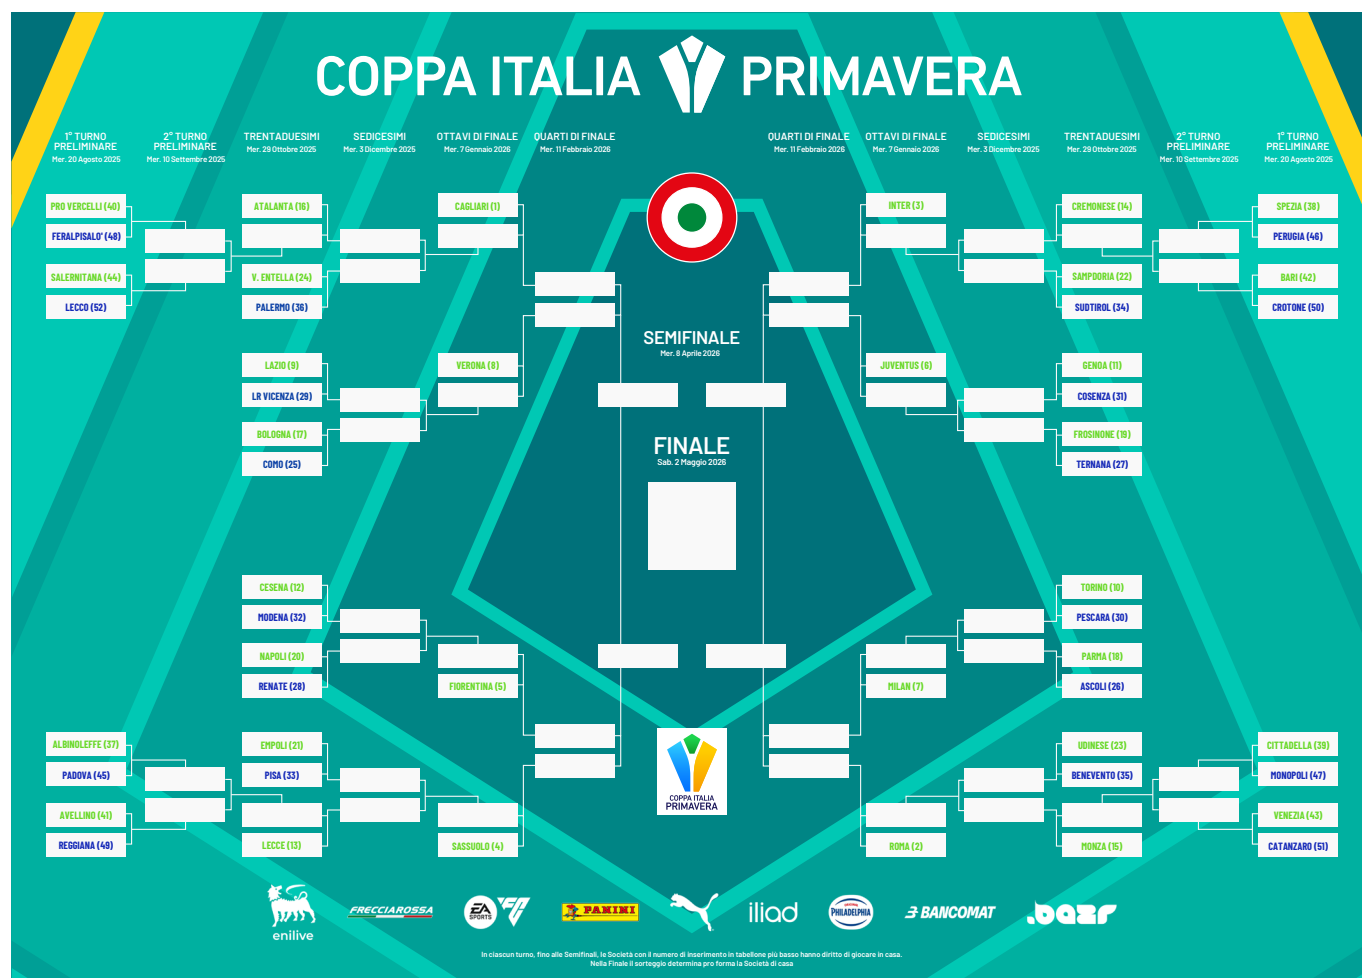 COPPA ITALIA PRIMAVERA
1° TURNO
PRELIMINARE
Mer. 20 Agosto 2025
2° TURNO
PRELIMINARE
Mer. 10 Settembre 2025
TRENTADUESIMI
Mer. 29 Ottobre 2025
SEDICESIMI
Mer. 3 Dicembre 2025
OTTAVI DI FINALE
Mer. 7 Gennaio 2026
QUARTI DI FINALE
Mer. 11 Febbraio 2026
QUARTI DI FINALE
Mer. 11 Febbraio 2026
OTTAVI DI FINALE
Mer. 7 Gennaio 2026
SEDICESIMI
Mer. 3 Dicembre 2025
TRENTADUESIMI
Mer. 29 Ottobre 2025
2° TURNO
PRELIMINARE
Mer. 10 Settembre 2025
1° TURNO
PRELIMINARE
Mer. 20 Agosto 2025
PRO VERCELLI (40)
FERALPISALO' (48)
SALERNITANA (44)
LECCO (52)
ATALANTA (16)
V. ENTELLA (24)
PALERMO (36)
LAZIO (9)
LR VICENZA (29)
BOLOGNA (17)
COMO (25)
CAGLIARI (1)
VERONA (8)
SEMIFINALE
Mer. 8 Aprile 2026
FINALE
Sab. 2 Maggio 2026
INTER (3)
JUVENTUS (6)
CREMONESE (14)
SAMPDORIA (22)
SUDTIROL (34)
GENOA (11)
COSENZA (31)
FROSINONE (19)
TERNANA (27)
SPEZIA (38)
PERUGIA (46)
BARI (42)
CROTONE (50)
ALBINOLEFFE (37)
PADOVA (45)
AVELLINO (41)
REGGIANA (49)
CESENA (12)
MODENA (32)
NAPOLI (20)
RENATE (28)
EMPOLI (21)
PISA (33)
LECCE (13)
FIORENTINA (5)
SASSUOLO (4)
COPPA ITALIA
PRIMAVERA
MILAN (7)
ROMA (2)
TORINO (10)
PESCARA (30)
PARMA (18)
ASCOLI (26)
UDINESE (23)
BENEVENTO (35)
MONZA (15)
CITTADELLA (39)
MONOPOLI (47)
VENEZIA (43)
CATANZARO (51)
enilive
FRECCIAROSSA
EA
SPORTS
FC
PANINI
iliad
PHILADELPHIA
BANCOMAT
.bazr
In ciascun turno, fino alle Semifinali, le Società con il numero di inserimento in tabellone più basso hanno diritto di giocare in casa.
Nella Finale il sorteggio determina pro forma la Società di casa